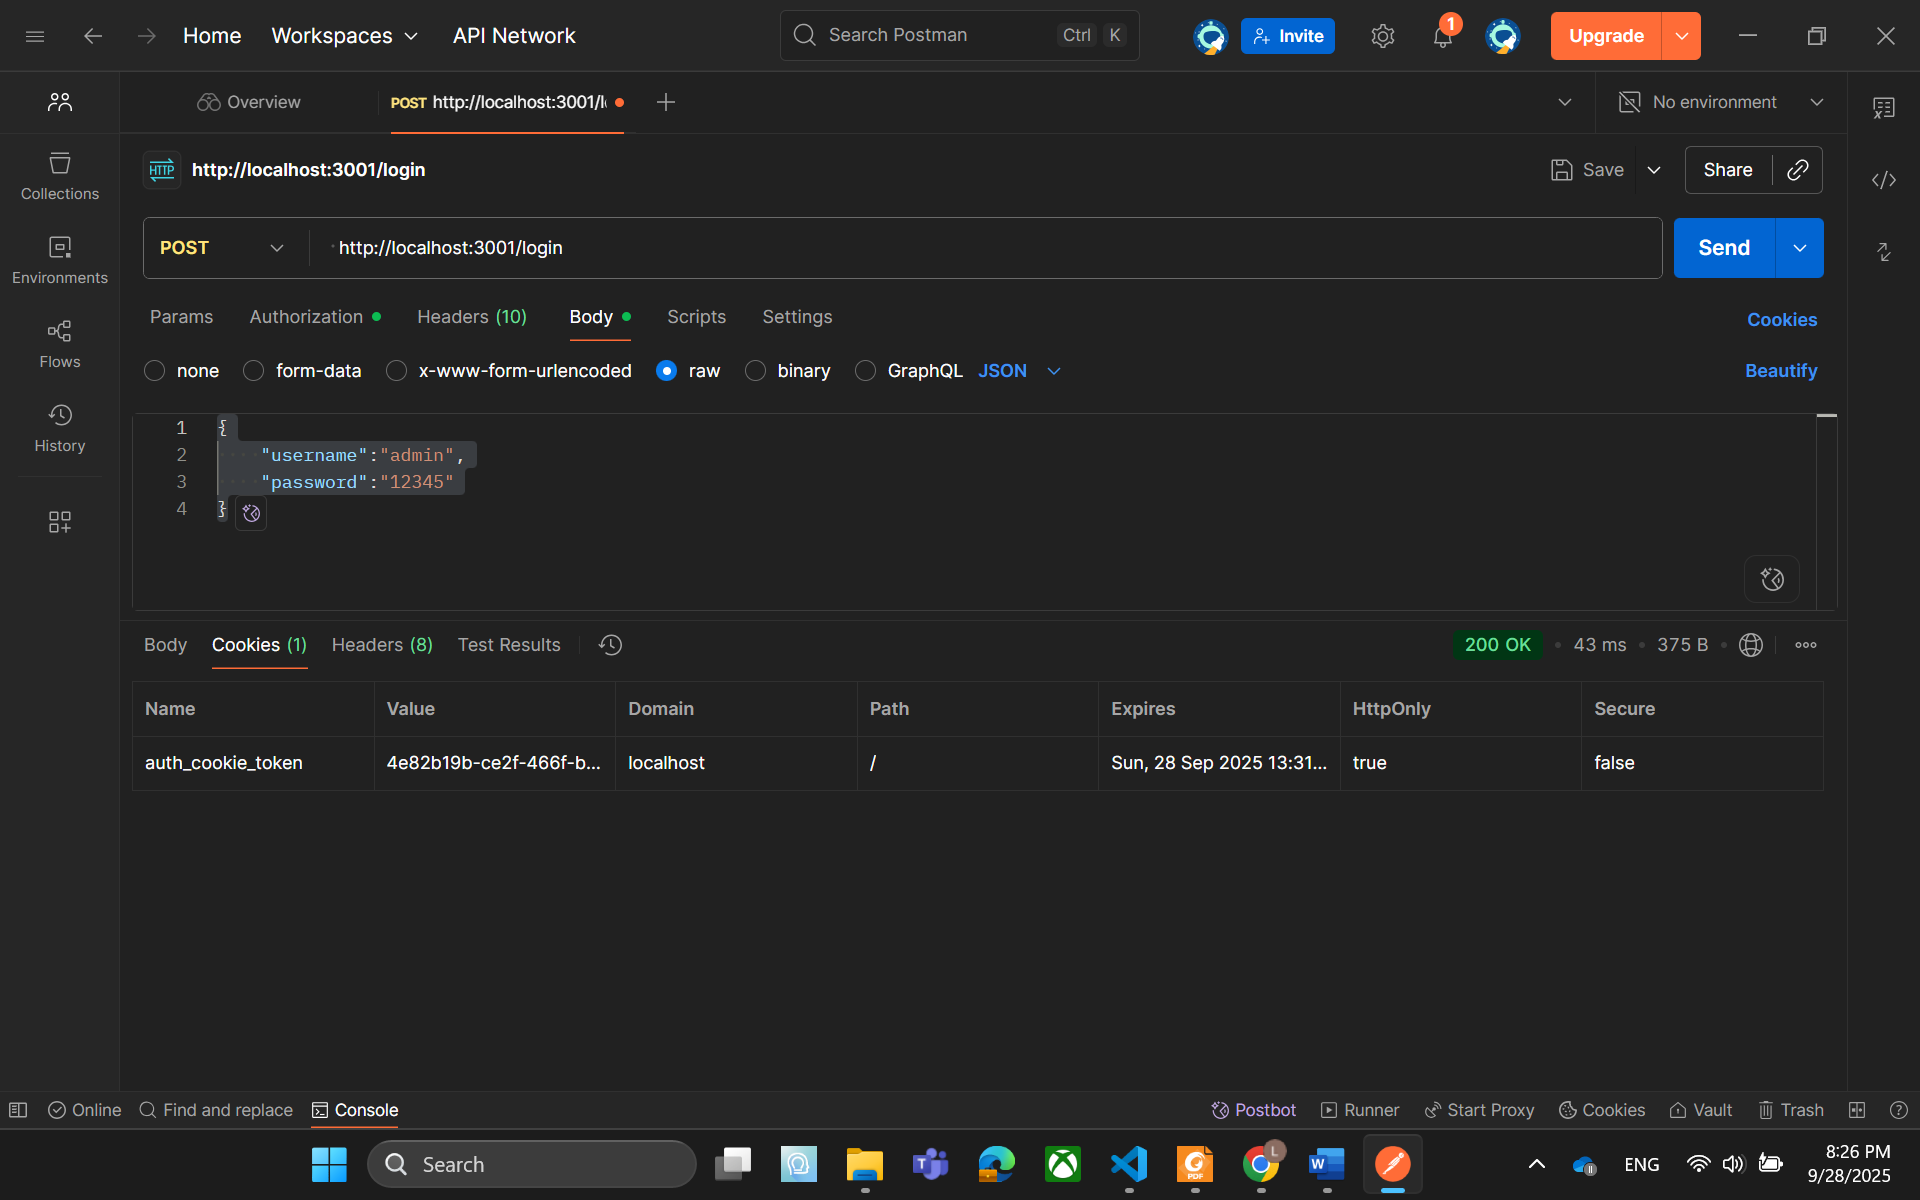 Home Workspaces API Network Search Postman Ctrl K Invite 1 Upgrade
Overview POST http://localhost:3001/l No environment
HTTP http://localhost:3001/login Save Share
Collections
POST http://localhost:3001/login Send
Environments
Params Authorization Headers (10) Body Scripts Settings Cookies
Flows
none form-data x-www-form-urlencoded raw binary GraphQL JSON Beautify
History
1 {
2 "username":"admin",
3 "password":"12345"
4 }
Body Cookies (1) Headers (8) Test Results 200 OK • 43 ms • 375 B
Name Value Domain Path Expires HttpOnly Secure
auth_cookie_token 4e82b19b-ce2f-466f-b... localhost / Sun, 28 Sep 2025 13:31... true false
Online Find and replace Console Postbot Runner Start Proxy Cookies Vault Trash
Search ENG 8:26 PM
9/28/2025